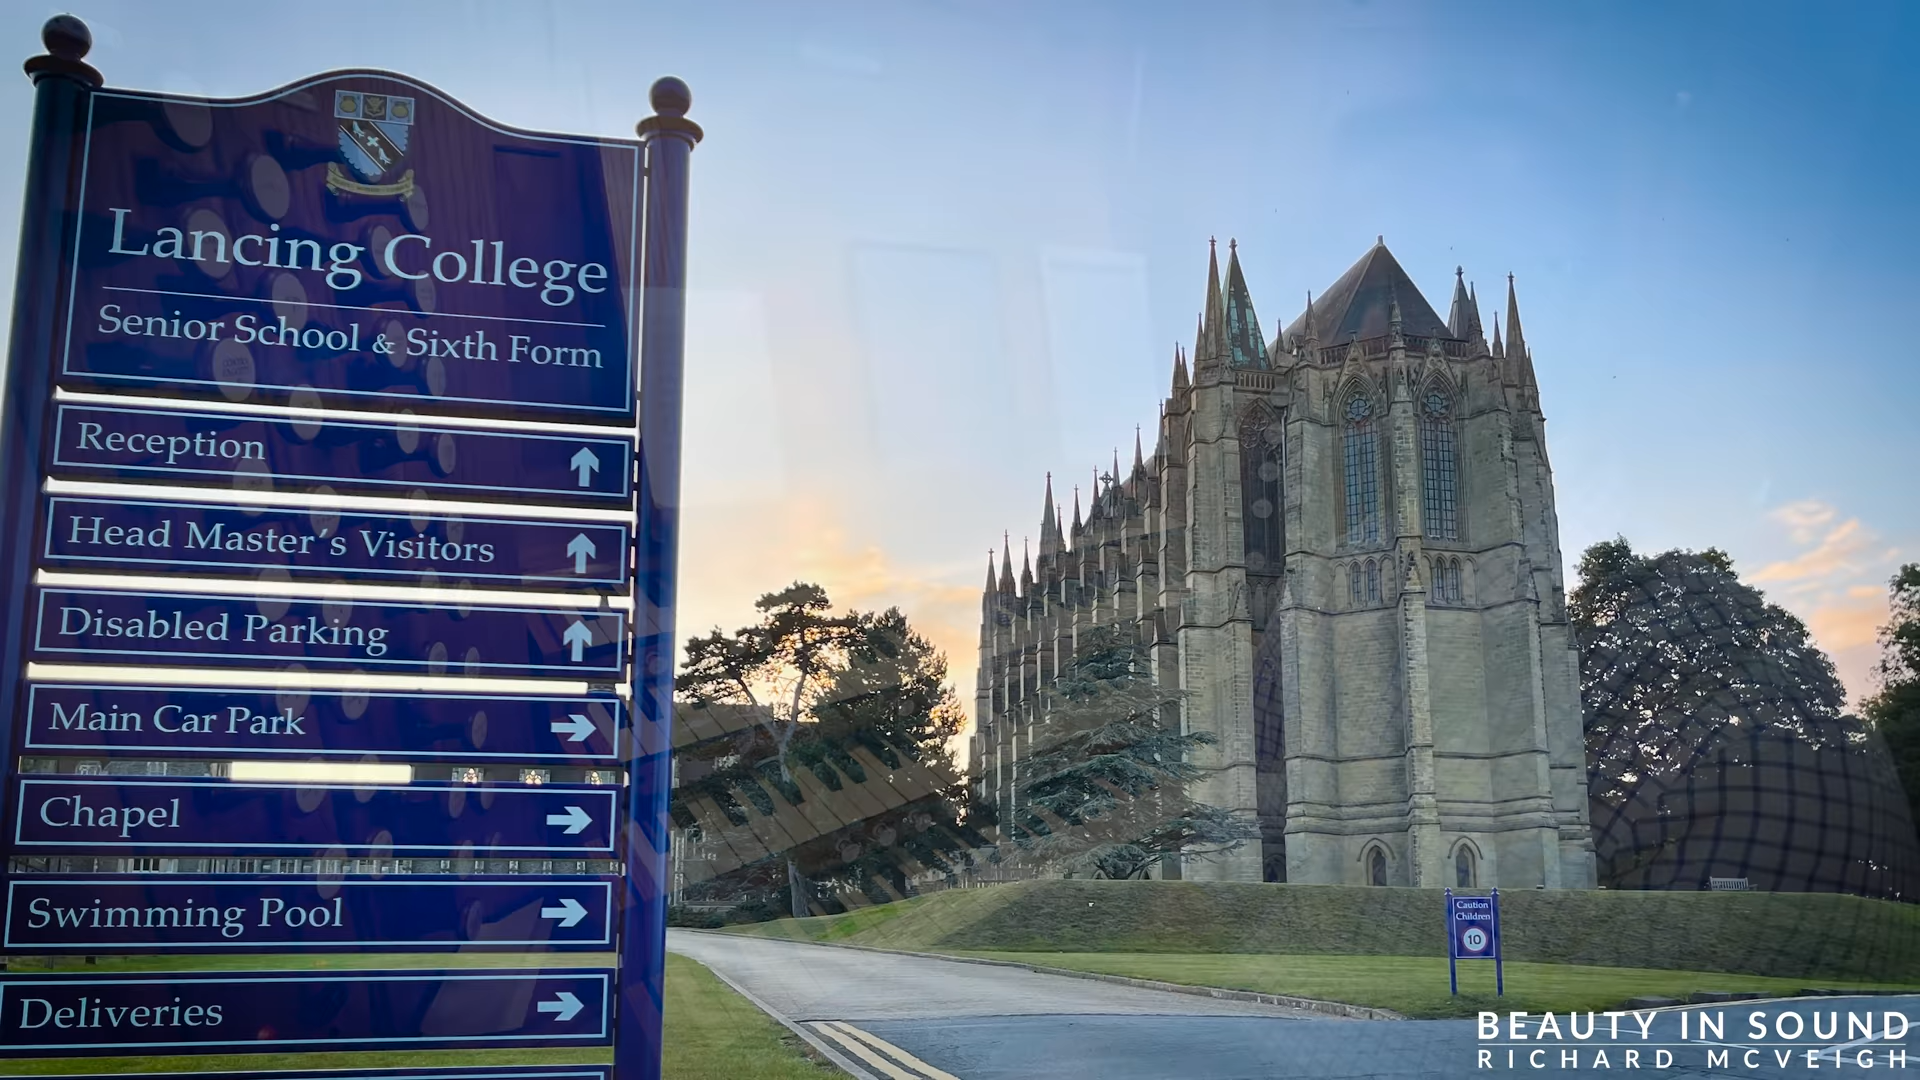 Lancing College
Senior School & Sixth Form
Reception
Head Master's Visitors
Disabled Parking
Main Car Park
Chapel
Swimming Pool
Deliveries
Caution
Children
10
BEAUTY IN SOUND
RICHARD MCVEIGH